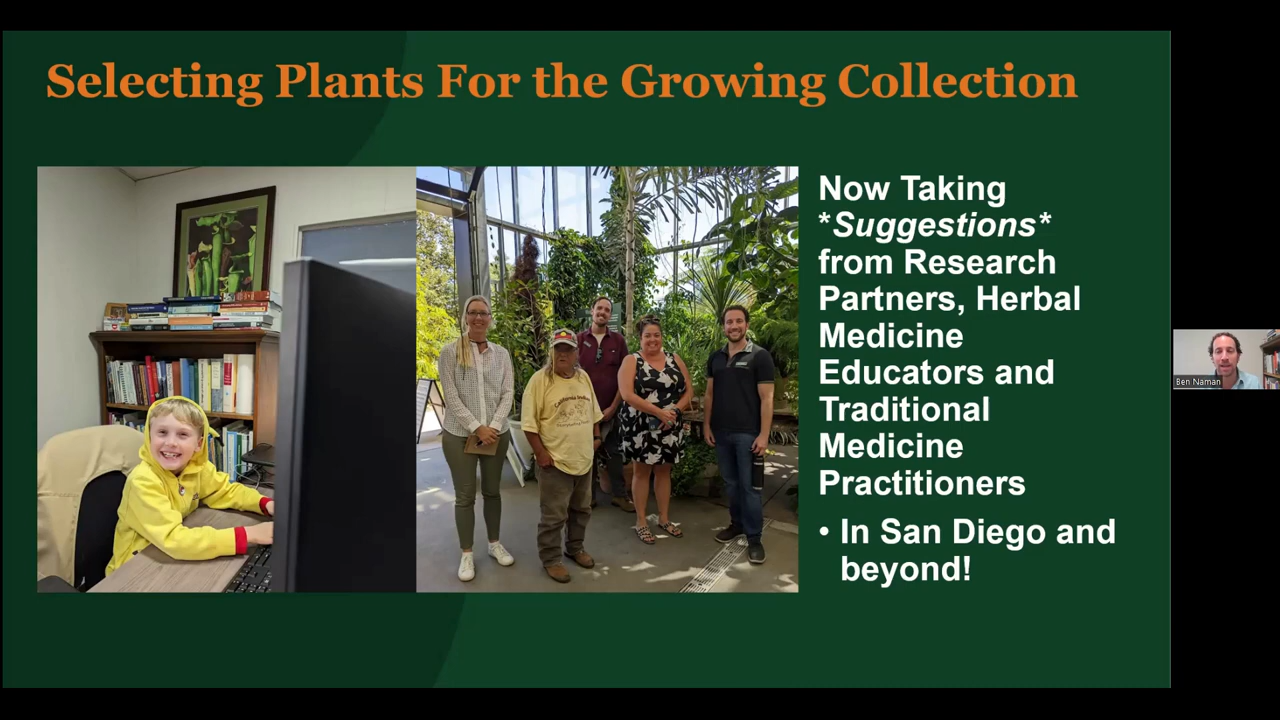 Selecting Plants For the Growing Collection
Now Taking
*Suggestions*
from Research
Partners, Herbal
Medicine
Educators and
Traditional
Medicine
Practitioners
• In San Diego and
beyond!
Ben Naman